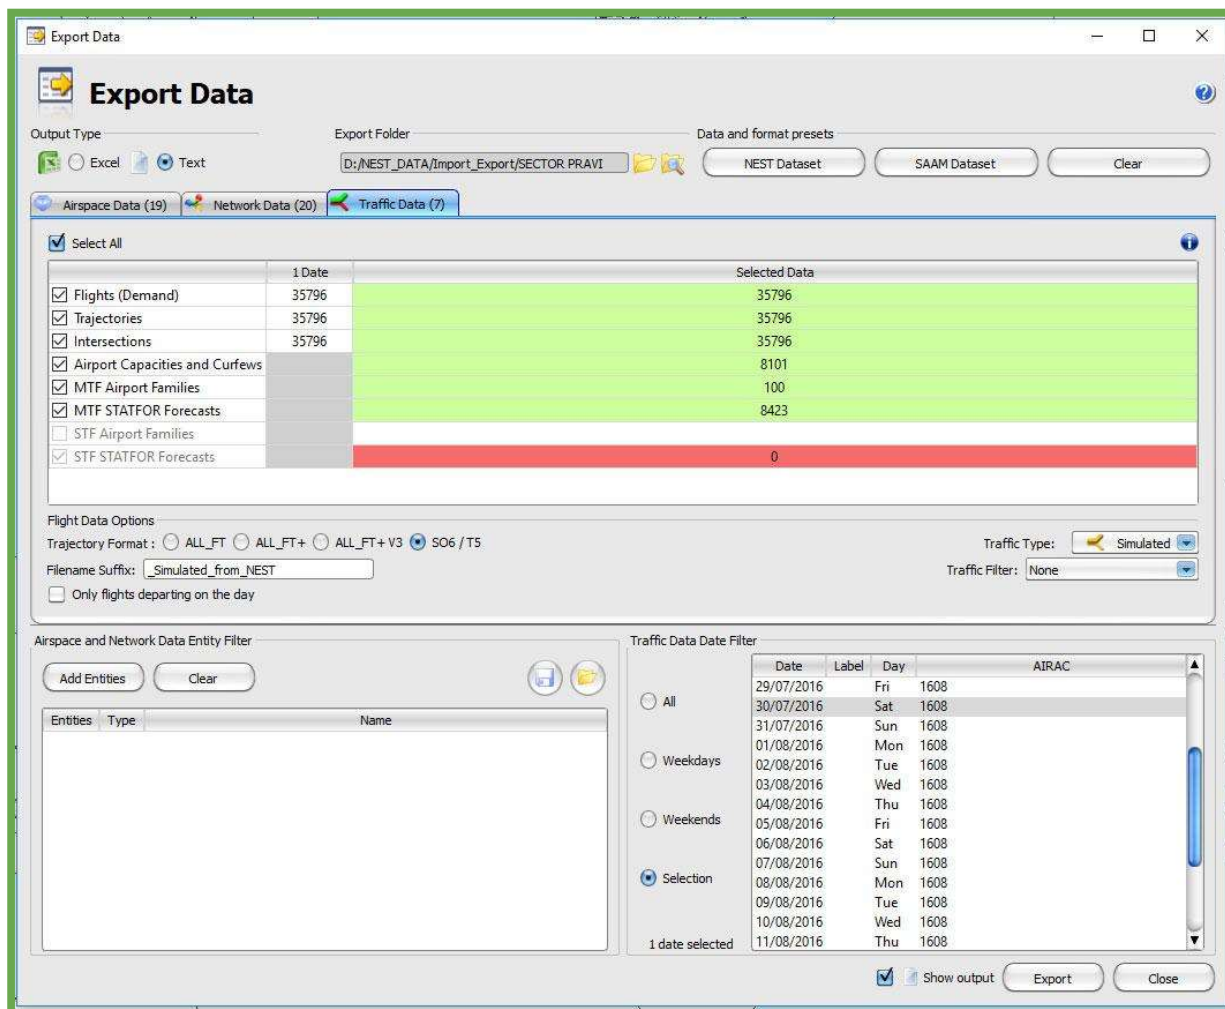 Export Data
Export Data
Output Type Export Folder Data and format presets
Excel Text D:/NEST_DATA/Import_Export/SECTOR PRAVI NEST Dataset SAAM Dataset Clear
Airspace Data (19) Network Data (20) Traffic Data (7)
Select All
1 Date Selected Data
Flights (Demand) 35796 35796
Trajectories 35796 35796
Intersections 35796 35796
Airport Capacities and Curfews 8101
MTF Airport Families 100
MTF STATFOR Forecasts 8423
STF Airport Families
STF STATFOR Forecasts 0
Flight Data Options
Trajectory Format : ALL_FT ALL_FT+ ALL_FT+ V3 SO6 / T5 Traffic Type: Simulated
Filename Suffix: _Simulated_from_NEST Traffic Filter: None
Only flights departing on the day
Airspace and Network Data Entity Filter
Add Entities Clear
Entities Type Name
Traffic Data Date Filter
All
Weekdays
Weekends
Selection
1 date selected
Date Label Day AIRAC
29/07/2016 Fri 1608
30/07/2016 Sat 1608
31/07/2016 Sun 1608
01/08/2016 Mon 1608
02/08/2016 Tue 1608
03/08/2016 Wed 1608
04/08/2016 Thu 1608
05/08/2016 Fri 1608
06/08/2016 Sat 1608
07/08/2016 Sun 1608
08/08/2016 Mon 1608
09/08/2016 Tue 1608
10/08/2016 Wed 1608
11/08/2016 Thu 1608
Show output Export Close